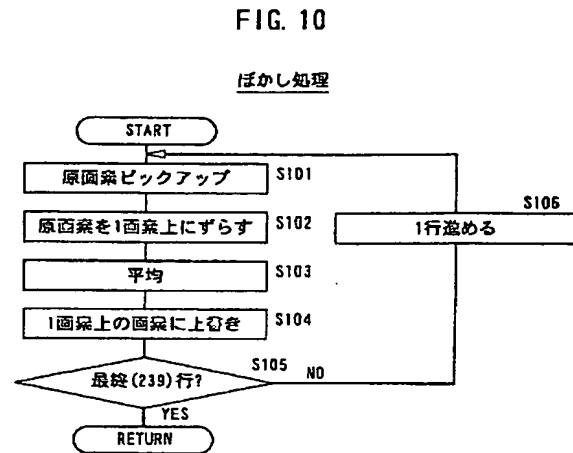 FIG. 10
ぼかし処理
START
原画素ピックアップ S101
原画素を1画素上にずらす S102
平均 S103
1画素上の画素に上書き S104
最終(239)行? S105
NO
YES
RETURN
1行進める S106